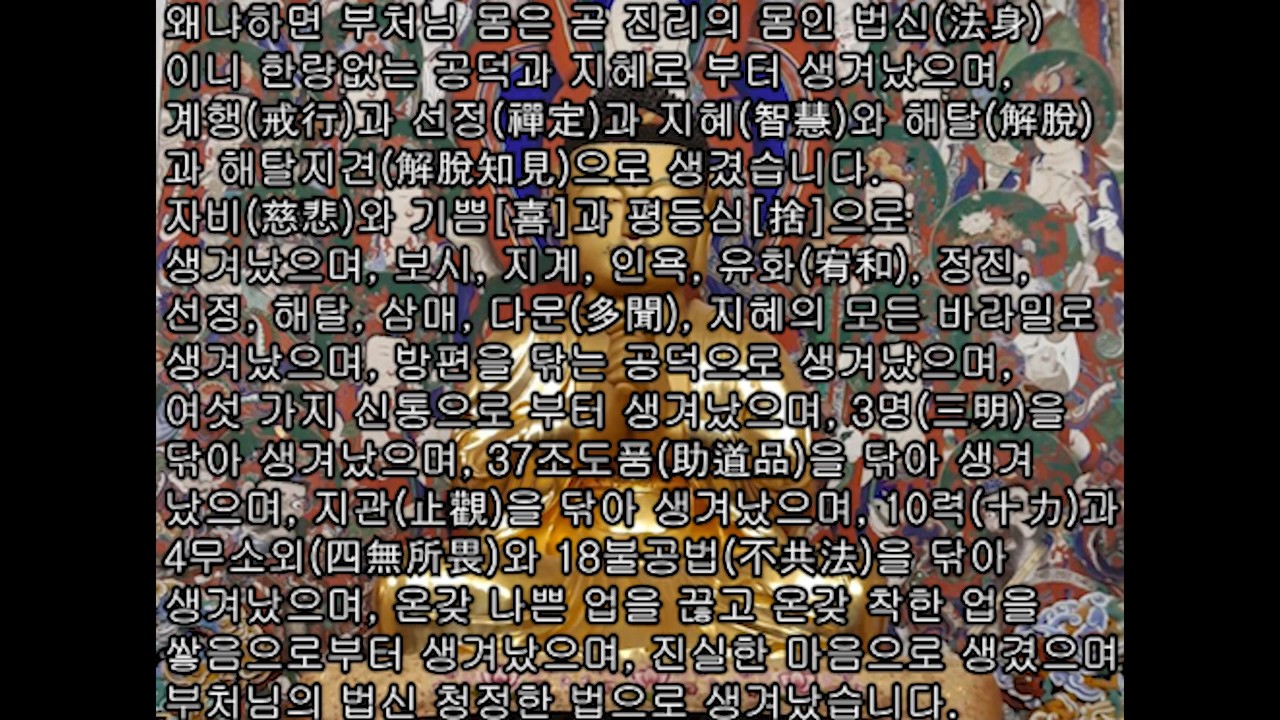 왜냐하면 부처님 몸은 곧 진리의 몸인 법신(法身)
이니 한량없는 공덕과 지혜로 부터 생겨났으며,
계행(戒行)과 선정(禪定)과 지혜(智慧)와 해탈(解脫)
과 해탈지견(解脫知見)으로 생겼습니다.
자비(慈悲)와 기쁨[喜]과 평등심[捨]으로
생겨났으며, 보시, 지계, 인욕, 유화(宥和), 정진,
선정, 해탈, 삼매, 다문(多聞), 지혜의 모든 바라밀로
생겨났으며, 방편을 닦는 공덕으로 생겨났으며,
여섯 가지 신통으로 부터 생겨났으며, 3명(三明)을
닦아 생겨났으며, 37조도품(助道品)을 닦아 생겨
났으며, 지관(止觀)을 닦아 생겨났으며, 10력(十力)과
4무소외(四無所畏)와 18불공법(不共法)을 닦아
생겨났으며, 온갖 나쁜 업을 끊고 온갖 착한 업을
쌓음으로부터 생겨났으며, 진실한 마음으로 생겼으며
부처님의 법신 청정한 법으로 생겨났습니다.